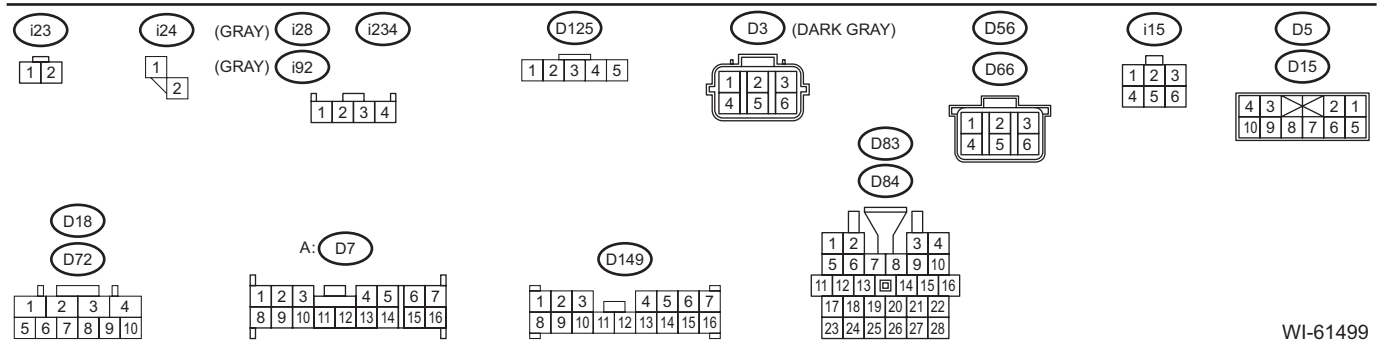 i23
1 2
i24
1
2
(GRAY) i28 i234
(GRAY) i92
1 2 3 4
D125
1 2 3 4 5
D3 (DARK GRAY)
1 2 3
4 5 6
D56
D66
1 2 3
4 5 6
i15
1 2 3
4 5 6
D5
D15
4 3 2 1
10 9 8 7 6 5
D18
D72
1 2 3 4
5 6 7 8 9 10
A: D7
1 2 3 4 5 6 7
8 9 10 11 12 13 14 15 16
D149
1 2 3 4 5 6 7
8 9 10 11 12 13 14 15 16
D83
D84
1 2 3 4
5 6 7 8 9 10
11 12 13 14 15 16
17 18 19 20 21 22
23 24 25 26 27 28
WI-61499